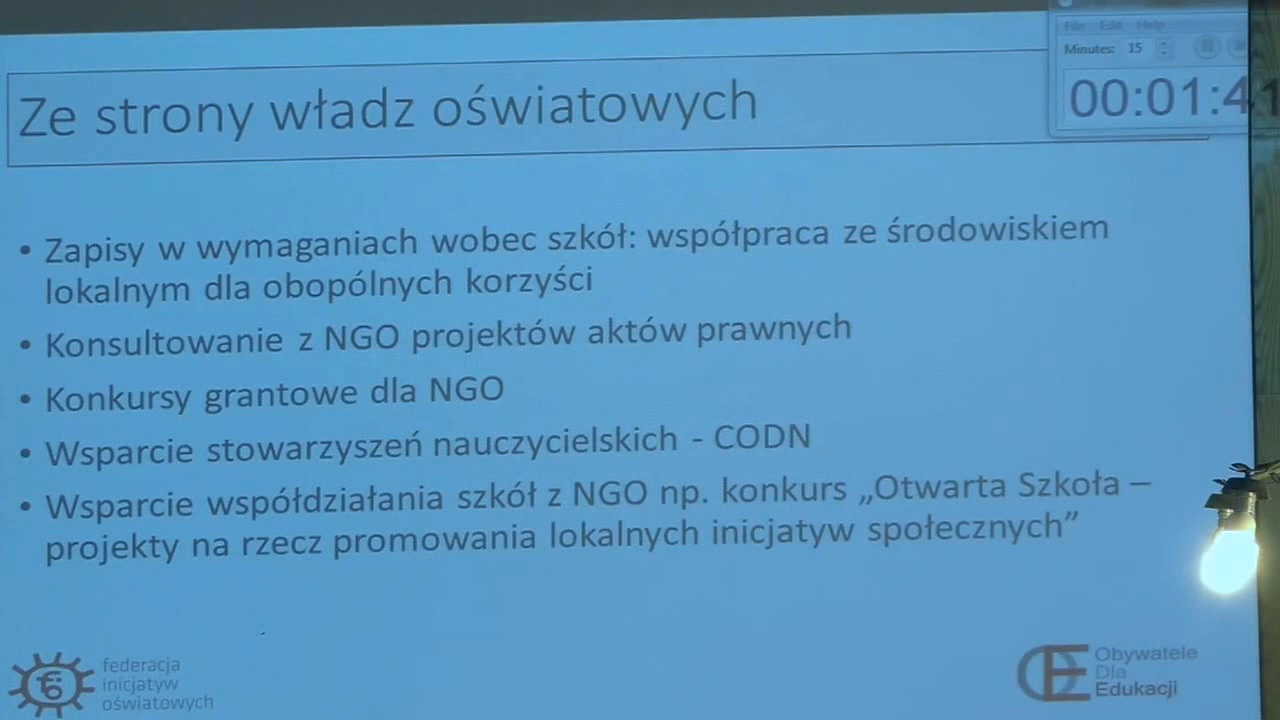 File Edit Help
Minutes: 15
00:01:41
Ze strony władz oświatowych
• Zapisy w wymaganiach wobec szkół: współpraca ze środowiskiem
lokalnym dla obopólnych korzyści
• Konsultowanie z NGO projektów aktów prawnych
• Konkursy grantowe dla NGO
• Wsparcie stowarzyszeń nauczycielskich - CODN
• Wsparcie współdziałania szkół z NGO np. konkurs „Otwarta Szkoła –
projekty na rzecz promowania lokalnych inicjatyw społecznych”
federacja
inicjatyw
oświatowych
Obywatele
Dla
Edukacji